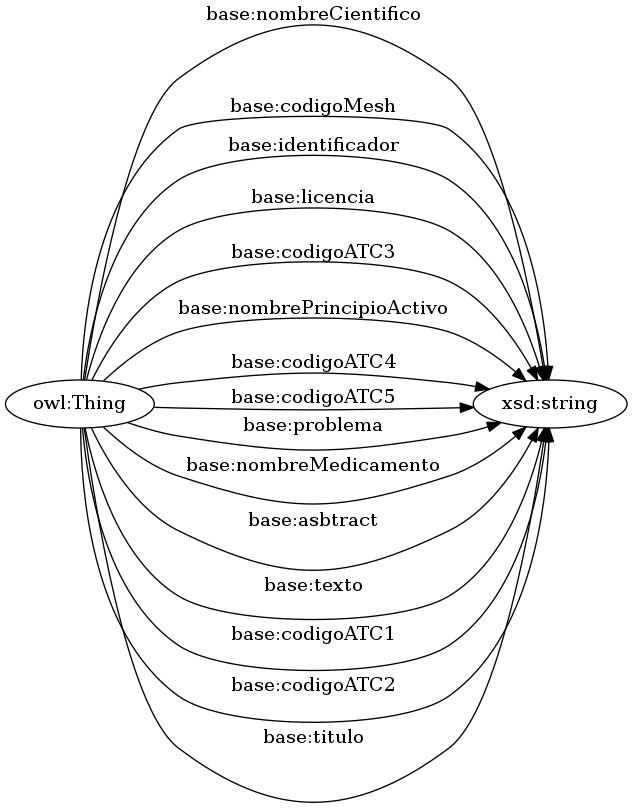 base:nombreCientifico
base:codigoMesh
base:identificador
base:licencia
base:codigoATC3
base:nombrePrincipioActivo
base:codigoATC4
base:codigoATC5
owl:Thing
xsd:string
base:problema
base:nombreMedicamento
base:asbtract
base:texto
base:codigoATC1
base:codigoATC2
base:titulo